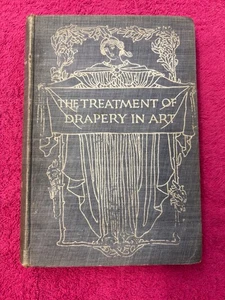 THE TREATMENT OF
DRAPERY IN ART